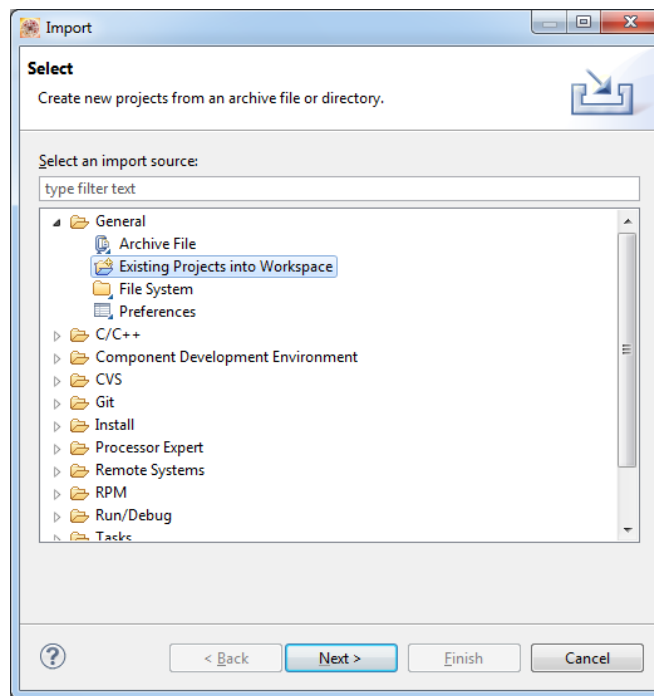 Import
Select
Create new projects from an archive file or directory.
Select an import source:
type filter text
General
Archive File
Existing Projects into Workspace
File System
Preferences
C/C++
Component Development Environment
CVS
Git
Install
Processor Expert
Remote Systems
RPM
Run/Debug
Tasks
? < Back Next > Finish Cancel